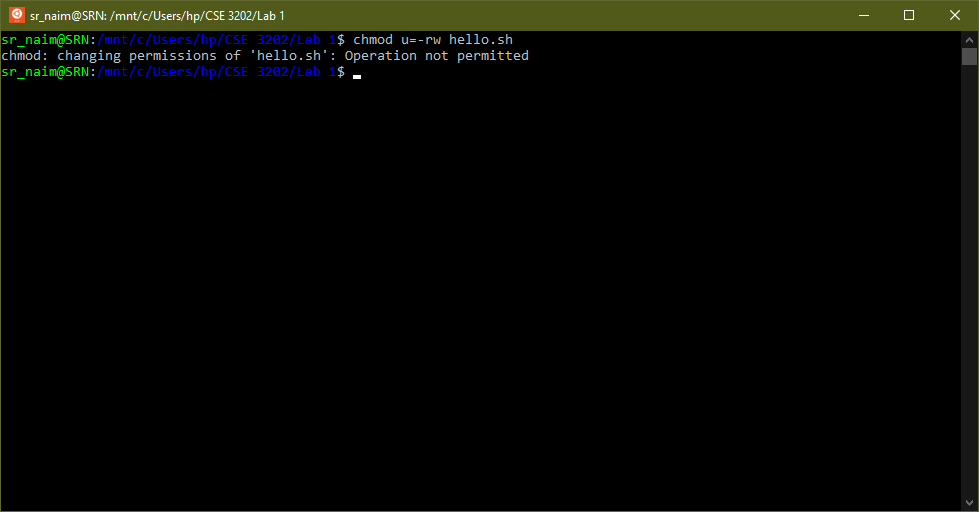 sr_naim@SRN: /mnt/c/Users/hp/CSE 3202/Lab 1
sr_naim@SRN:/mnt/c/Users/hp/CSE 3202/Lab 1$ chmod u=-rw hello.sh
chmod: changing permissions of 'hello.sh': Operation not permitted
sr_naim@SRN:/mnt/c/Users/hp/CSE 3202/Lab 1$